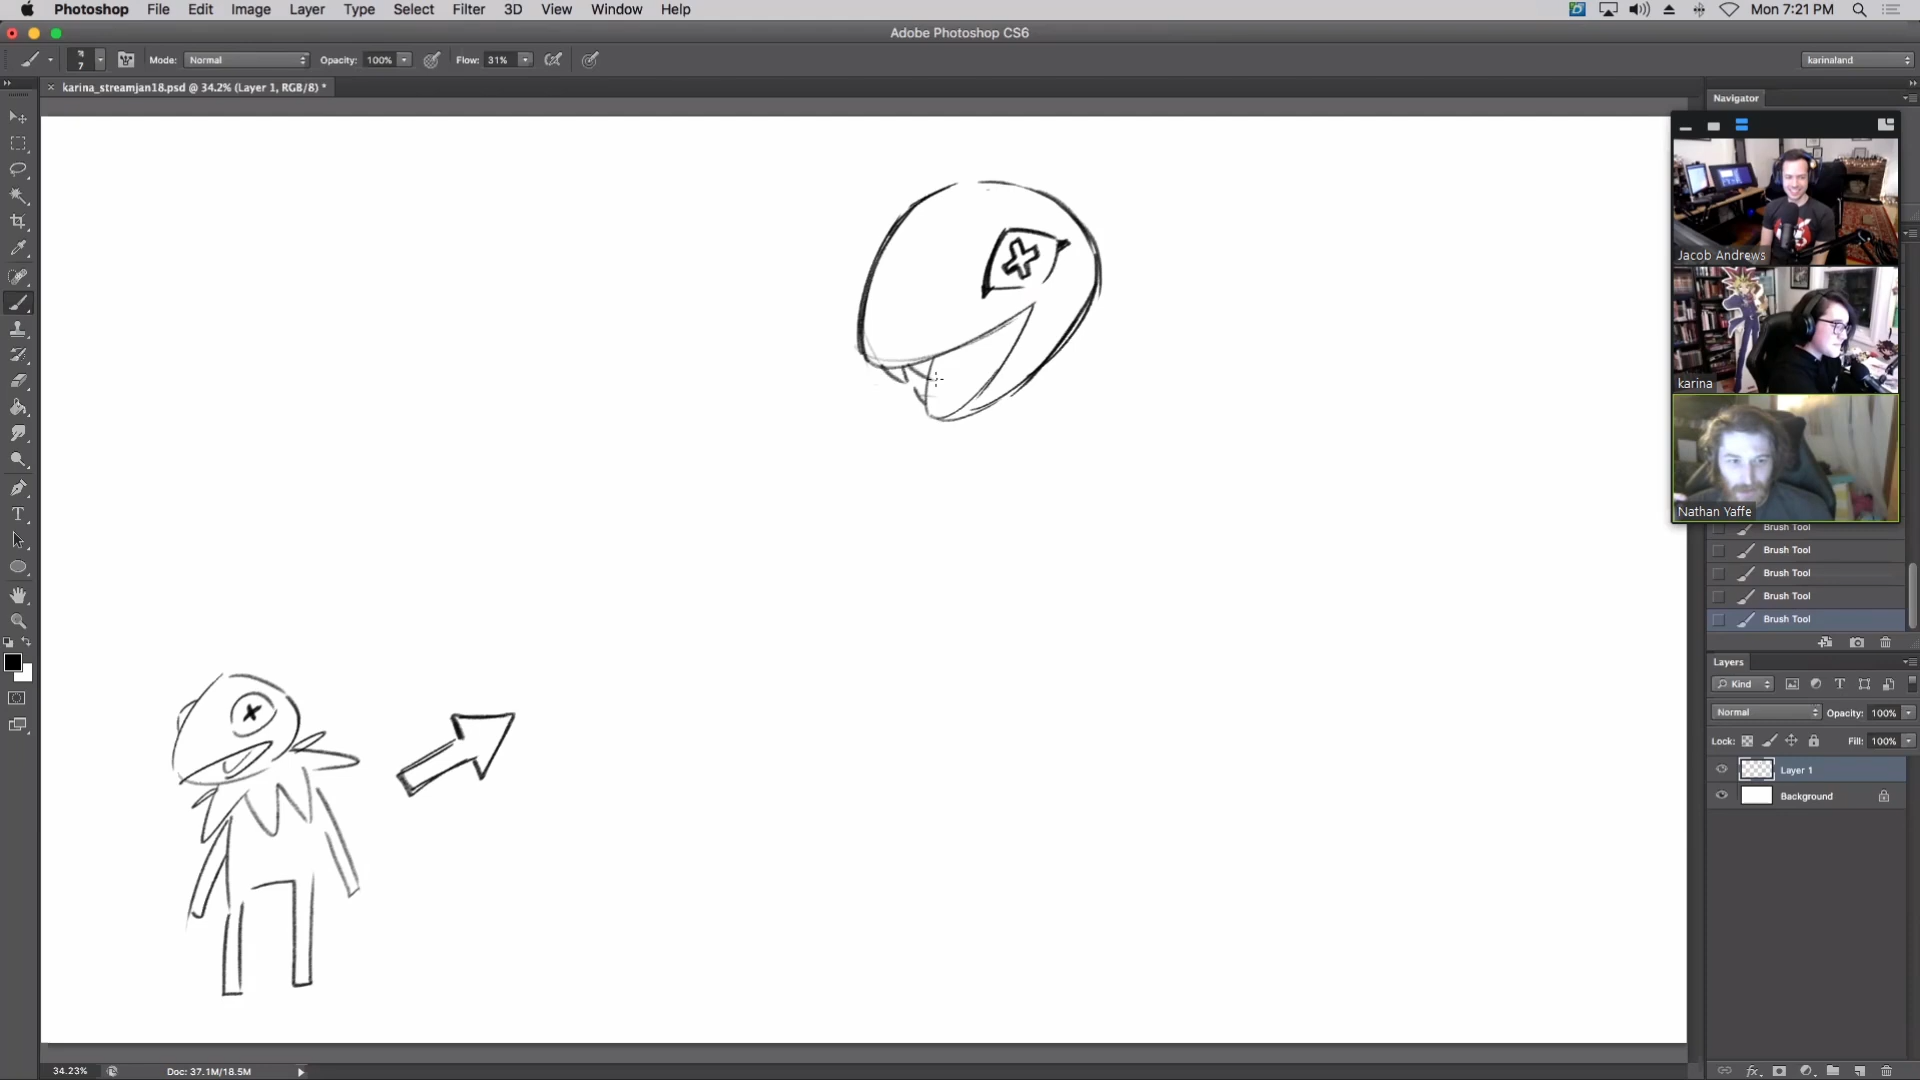 Photoshop File Edit Image Layer Type Select Filter 3D View Window Help Mon 7:21 PM
Adobe Photoshop CS6
7 Mode: Normal Opacity: 100% Flow: 31% karinaland
karina_streamjan18.psd @ 34.2% (Layer 1, RGB/8) *
Navigator
Jacob Andrews
karina
Nathan Yaffe
Brush Tool
Brush Tool
Brush Tool
Brush Tool
Brush Tool
Layers
Kind
Normal Opacity: 100%
Lock: Fill: 100%
Layer 1
Background
34.23% Doc: 37.1M/18.5M